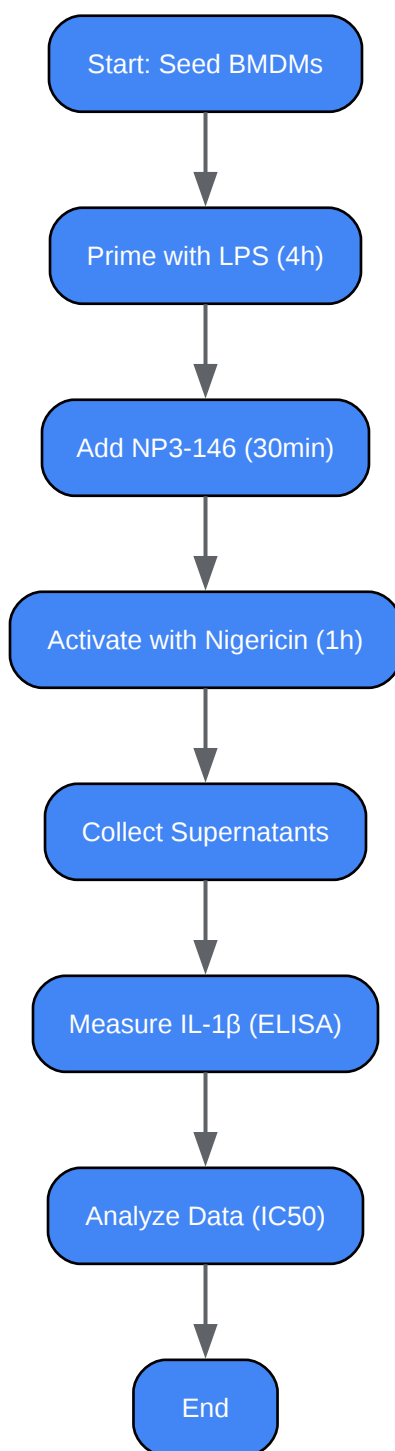 Start: Seed BMDMs
Prime with LPS (4h)
Add NP3-146 (30min)
Activate with Nigericin (1h)
Collect Supernatants
Measure IL-1β (ELISA)
Analyze Data (IC50)
End